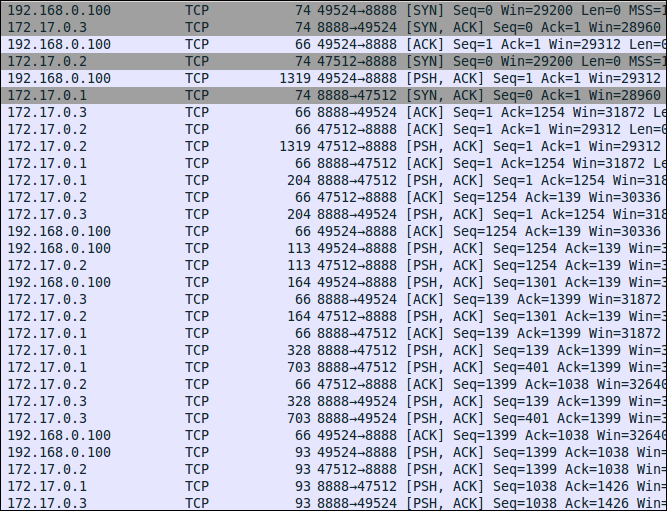 192.168.0.100 TCP 74 49524→8888 [SYN] Seq=0 Win=29200 Len=0 MSS=1
172.17.0.3 TCP 74 8888→49524 [SYN, ACK] Seq=0 Ack=1 Win=28960
192.168.0.100 TCP 66 49524→8888 [ACK] Seq=1 Ack=1 Win=29312 Len=
172.17.0.2 TCP 74 47512→8888 [SYN] Seq=0 Win=29200 Len=0 MSS=1
192.168.0.100 TCP 1319 49524→8888 [PSH, ACK] Seq=1 Ack=1 Win=29312
172.17.0.1 TCP 74 8888→47512 [SYN, ACK] Seq=0 Ack=1 Win=28960
172.17.0.3 TCP 66 8888→49524 [ACK] Seq=1 Ack=1254 Win=31872 Le
172.17.0.2 TCP 66 47512→8888 [ACK] Seq=1 Ack=1 Win=29312 Len=0
172.17.0.2 TCP 1319 47512→8888 [PSH, ACK] Seq=1 Ack=1 Win=29312
172.17.0.1 TCP 66 8888→47512 [ACK] Seq=1 Ack=1254 Win=31872 Le
172.17.0.1 TCP 204 8888→47512 [PSH, ACK] Seq=1 Ack=1254 Win=318
172.17.0.2 TCP 66 47512→8888 [ACK] Seq=1254 Ack=139 Win=30336
172.17.0.3 TCP 204 8888→49524 [PSH, ACK] Seq=1 Ack=1254 Win=318
192.168.0.100 TCP 66 49524→8888 [ACK] Seq=1254 Ack=139 Win=30336
192.168.0.100 TCP 113 49524→8888 [PSH, ACK] Seq=1254 Ack=139 Win=3
172.17.0.2 TCP 113 47512→8888 [PSH, ACK] Seq=1254 Ack=139 Win=3
192.168.0.100 TCP 164 49524→8888 [PSH, ACK] Seq=1301 Ack=139 Win=3
172.17.0.3 TCP 66 8888→49524 [ACK] Seq=139 Ack=1399 Win=31872
172.17.0.2 TCP 164 47512→8888 [PSH, ACK] Seq=1301 Ack=139 Win=3
172.17.0.1 TCP 66 8888→47512 [ACK] Seq=139 Ack=1399 Win=31872
172.17.0.1 TCP 328 8888→47512 [PSH, ACK] Seq=139 Ack=1399 Win=3
172.17.0.1 TCP 703 8888→47512 [PSH, ACK] Seq=401 Ack=1399 Win=3
172.17.0.2 TCP 66 47512→8888 [ACK] Seq=1399 Ack=1038 Win=32640
172.17.0.3 TCP 328 8888→49524 [PSH, ACK] Seq=139 Ack=1399 Win=3
172.17.0.3 TCP 703 8888→49524 [PSH, ACK] Seq=401 Ack=1399 Win=3
192.168.0.100 TCP 66 49524→8888 [ACK] Seq=1399 Ack=1038 Win=32640
192.168.0.100 TCP 93 49524→8888 [PSH, ACK] Seq=1399 Ack=1038 Win=
172.17.0.2 TCP 93 47512→8888 [PSH, ACK] Seq=1399 Ack=1038 Win=
172.17.0.1 TCP 93 8888→47512 [PSH, ACK] Seq=1038 Ack=1426 Win=
172.17.0.3 TCP 93 8888→49524 [PSH, ACK] Seq=1038 Ack=1426 Win=